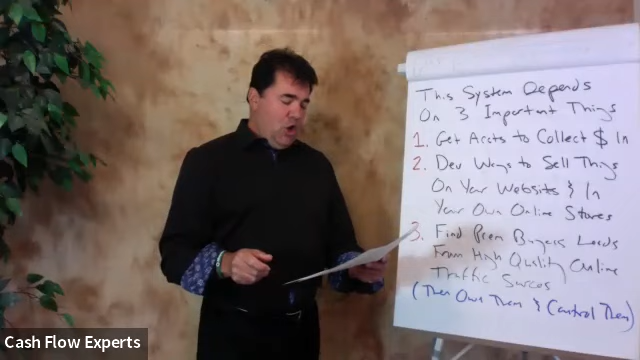 This System Depends
On 3 Important Things
1. Get Accts to Collect $ In
2. Dev Ways to Sell Things
On Your Website & In
Your Own Online Stores
3. Find Prem Buyers Leads
From High Quality Online
Traffic Surces
(Then Own Them & Control Them)
Cash Flow Experts